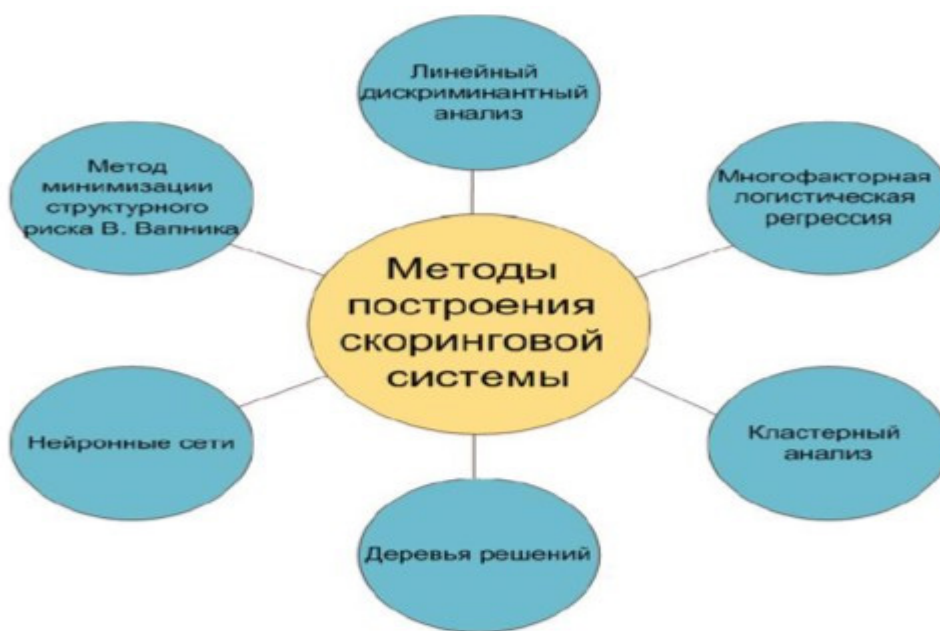 Линейный
дискриминантный
анализ
Метод
минимизации
структурного
риска В. Вапника
Многофакторная
логистическая
регрессия
Методы
построения
скоринговой
системы
Нейронные сети
Кластерный
анализ
Деревья решений